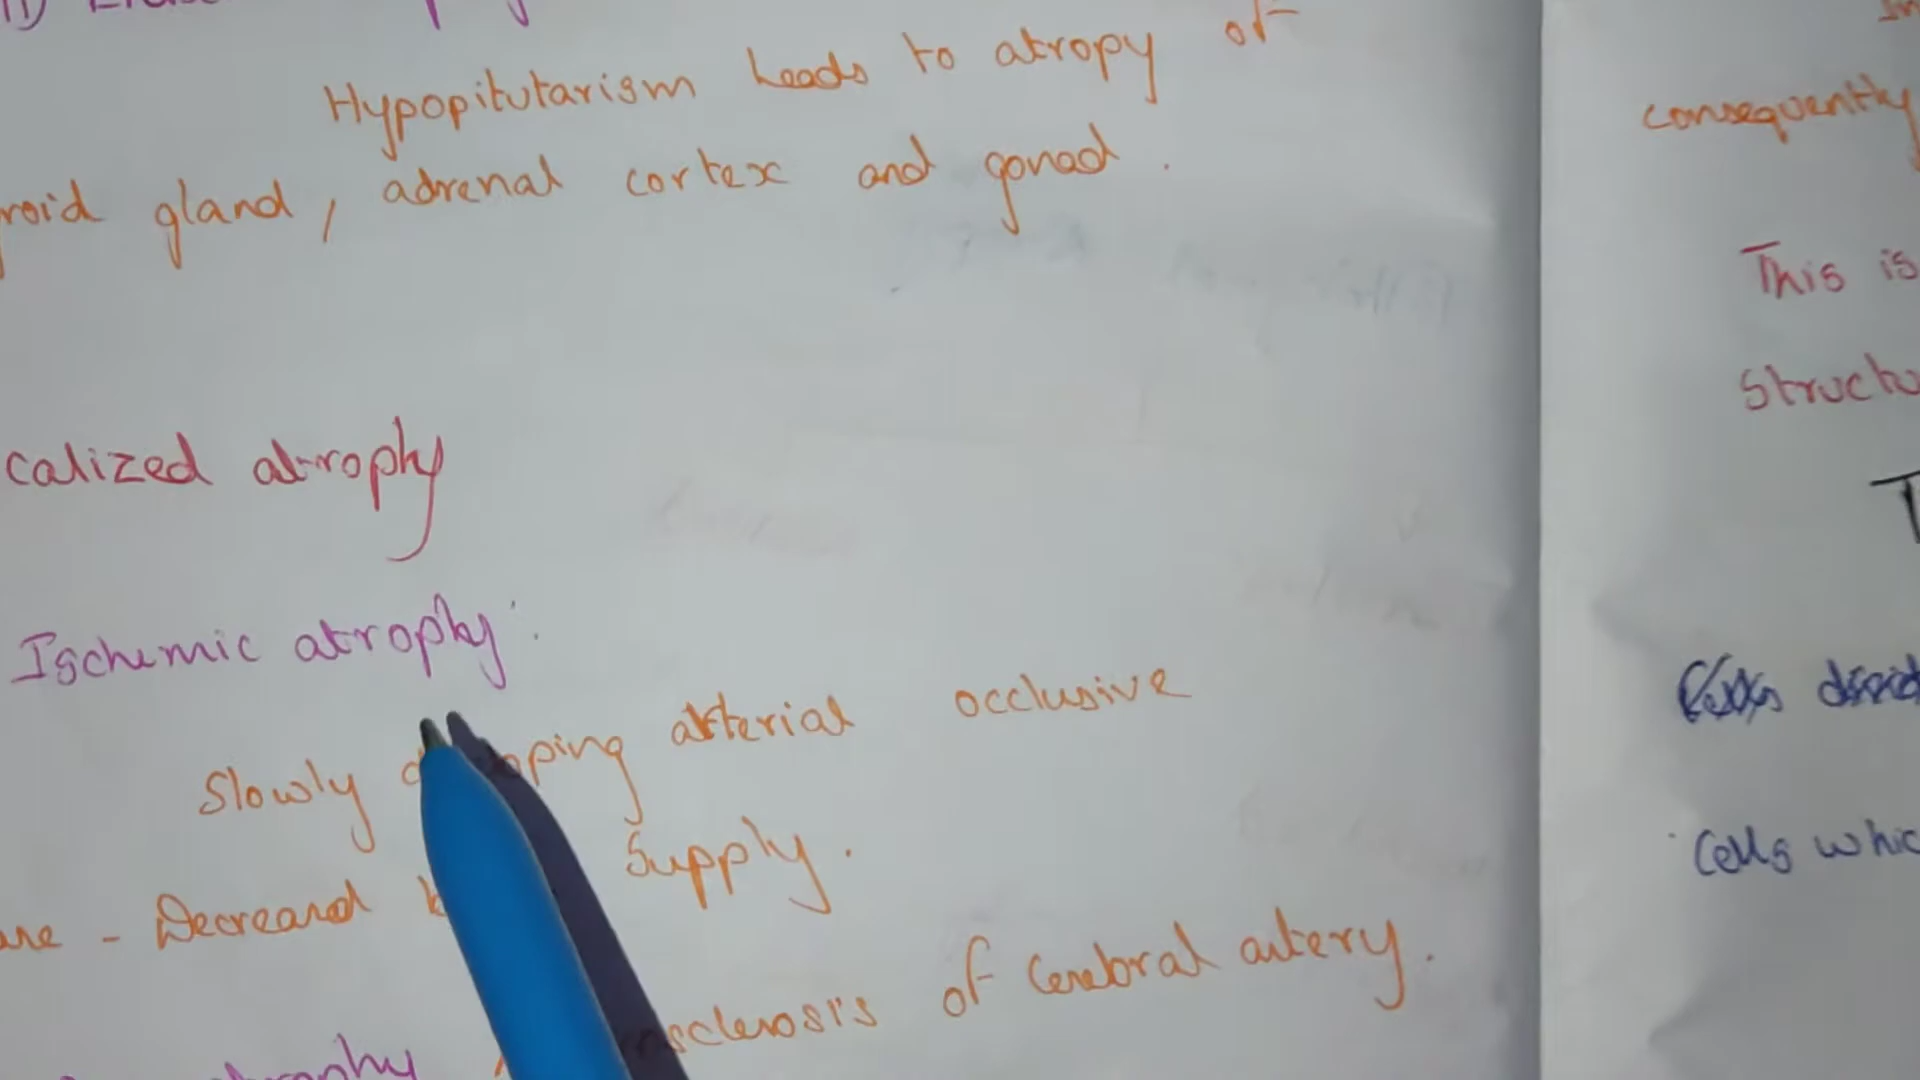 Hypopitutarism leads to atropy of
roid gland, adrenal cortex and gonad.
calized atrophy
Ischemic atrophy:
Slowly arterial occlusive
- Decreased supply.
of Cerebral artery.
consequently
This is
Structu
Cells whic